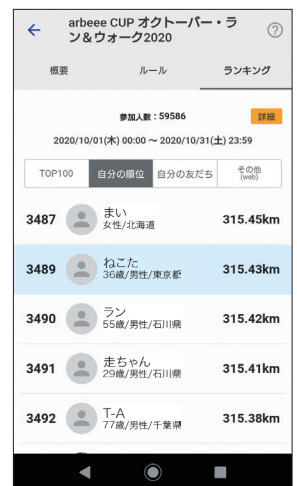 arbeee CUP オクトーバー・ラ
ン&ウォーク2020
概要 ルール ランキング
参加人数 : 59586 詳細
2020/10/01(木) 00:00 ~ 2020/10/31(土) 23:59
TOP100 自分の順位 自分の友だち その他
(web)
3487 まい 315.45km
女性/北海道
3489 ねこた 315.43km
36歳/男性/東京都
3490 ラン 315.42km
55歳/男性/石川県
3491 走ちゃん 315.41km
29歳/男性/石川県
3492 T-A 315.38km
77歳/男性/千葉県